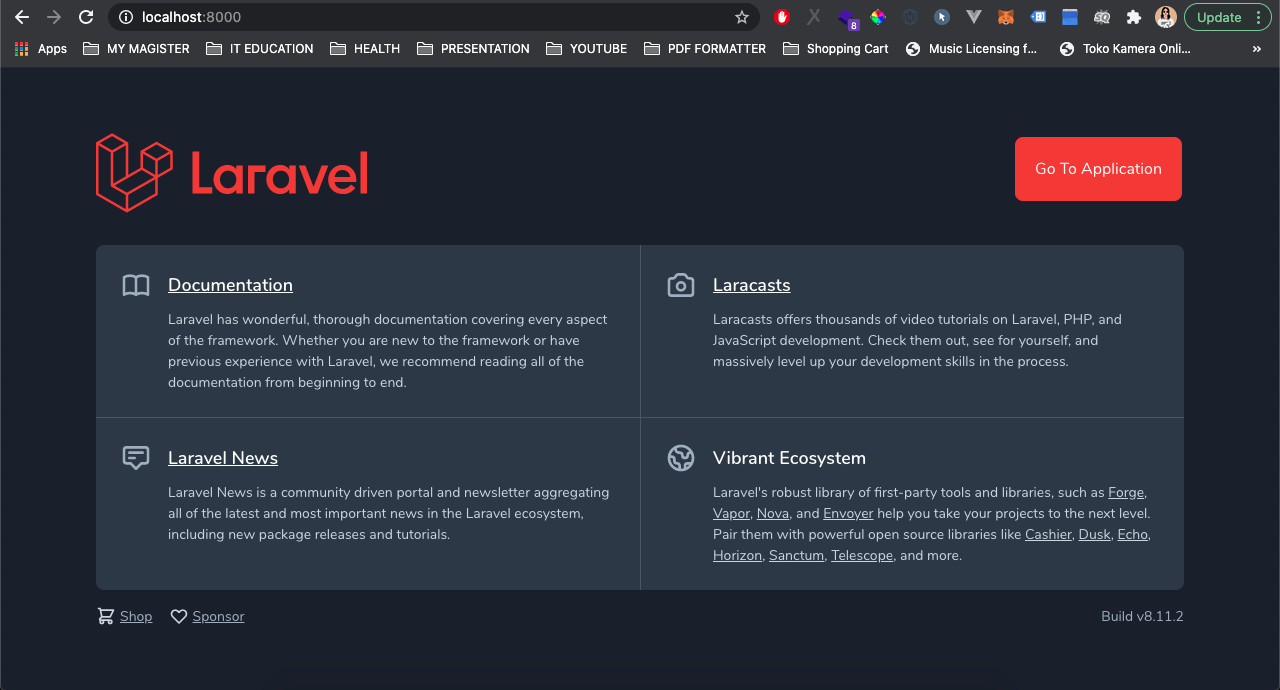 localhost:8000
Update
8
Apps
MY MAGISTER
IT EDUCATION
HEALTH
PRESENTATION
YOUTUBE
PDF FORMATTER
Shopping Cart
Music Licensing f...
Toko Kamera Onli...
»
Laravel
Go To Application
Documentation
Laravel has wonderful, thorough documentation covering every aspect
of the framework. Whether you are new to the framework or have
previous experience with Laravel, we recommend reading all of the
documentation from beginning to end.
Laracasts
Laracasts offers thousands of video tutorials on Laravel, PHP, and
JavaScript development. Check them out, see for yourself, and
massively level up your development skills in the process.
Laravel News
Laravel News is a community driven portal and newsletter aggregating
all of the latest and most important news in the Laravel ecosystem,
including new package releases and tutorials.
Vibrant Ecosystem
Laravel's robust library of first-party tools and libraries, such as Forge,
Vapor, Nova, and Envoyer help you take your projects to the next level.
Pair them with powerful open source libraries like Cashier, Dusk, Echo,
Horizon, Sanctum, Telescope, and more.
Shop
Sponsor
Build v8.11.2